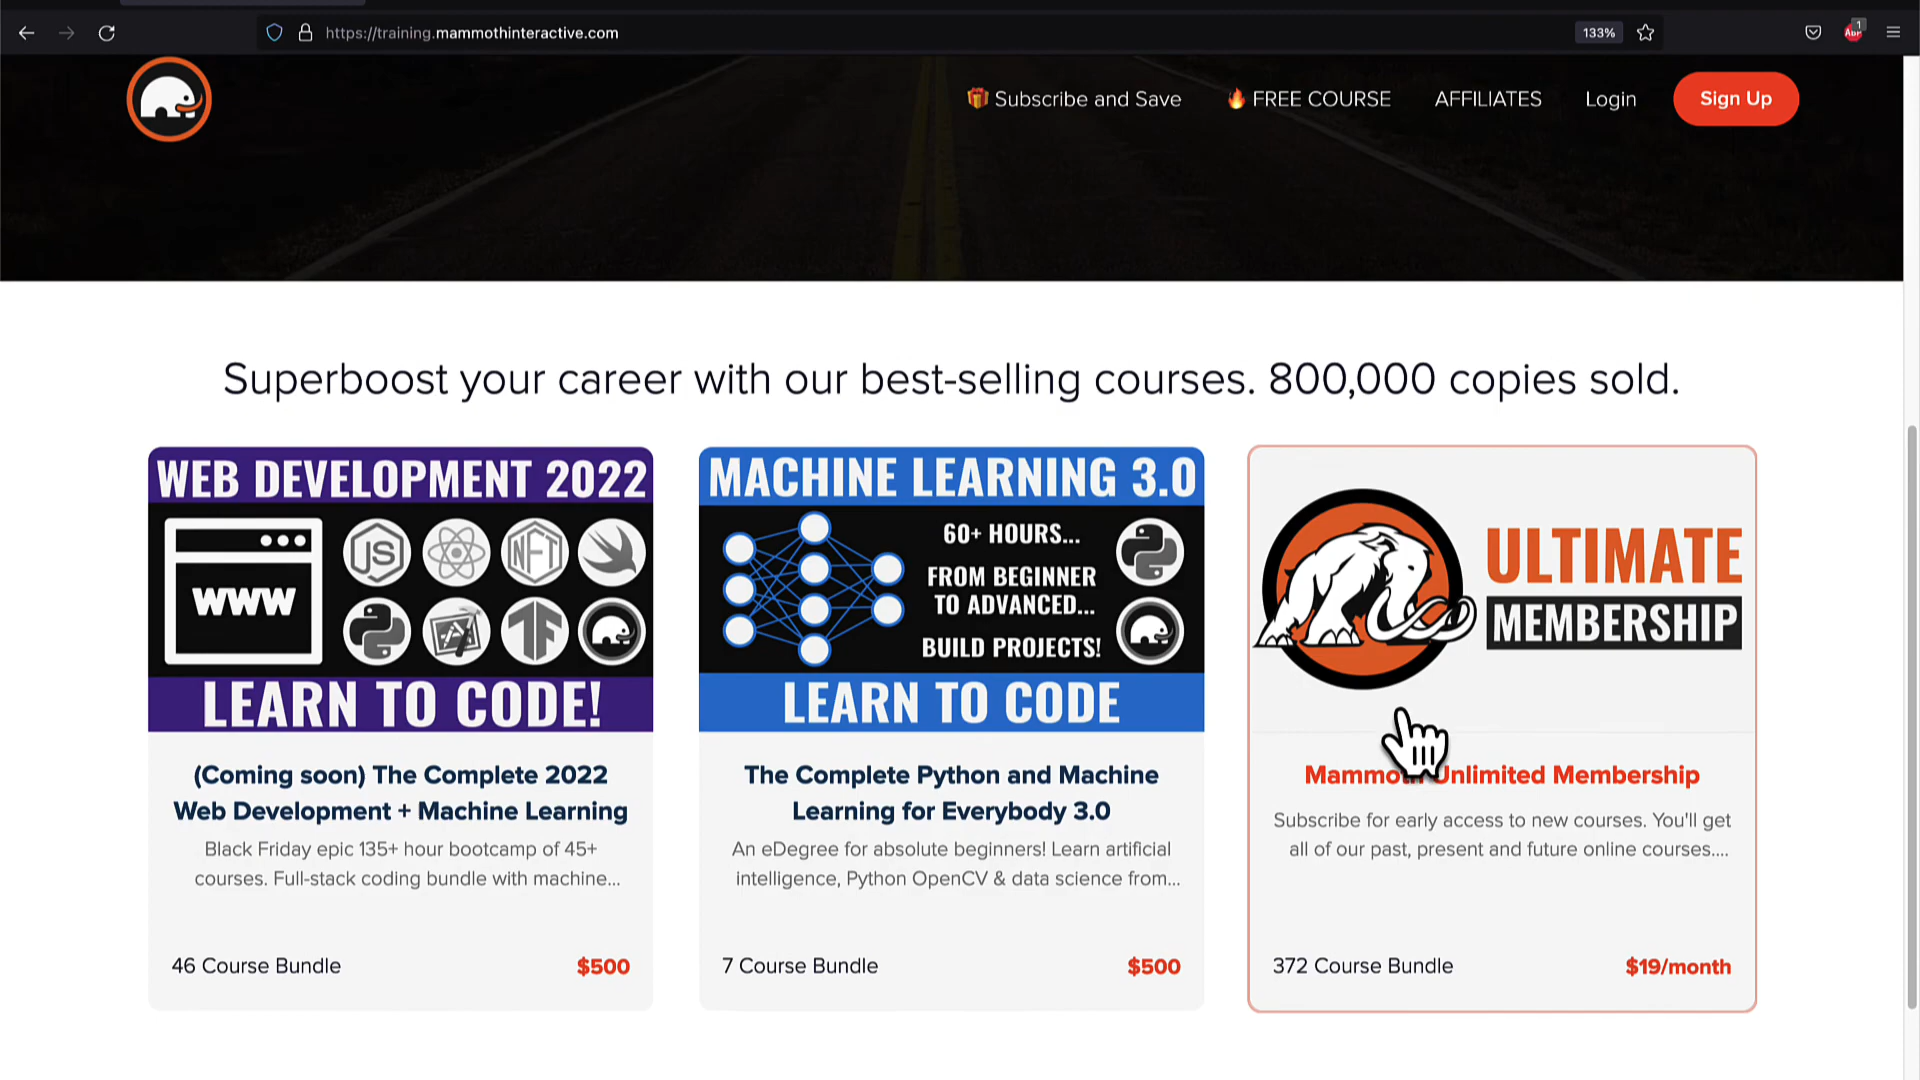 https://training.mammothinteractive.com
133%
1
ABP
Subscribe and Save
FREE COURSE
AFFILIATES
Login
Sign Up
Superboost your career with our best-selling courses. 800,000 copies sold.
WEB DEVELOPMENT 2022
WWW
JS
NFT
TF
LEARN TO CODE!
(Coming soon) The Complete 2022
Web Development + Machine Learning
Black Friday epic 135+ hour bootcamp of 45+
courses. Full-stack coding bundle with machine...
46 Course Bundle
$500
MACHINE LEARNING 3.0
60+ HOURS...
FROM BEGINNER
TO ADVANCED...
BUILD PROJECTS!
LEARN TO CODE
The Complete Python and Machine
Learning for Everybody 3.0
An eDegree for absolute beginners! Learn artificial
intelligence, Python OpenCV & data science from...
7 Course Bundle
$500
ULTIMATE
MEMBERSHIP
Mammoth Unlimited Membership
Subscribe for early access to new courses. You'll get
all of our past, present and future online courses....
372 Course Bundle
$19/month